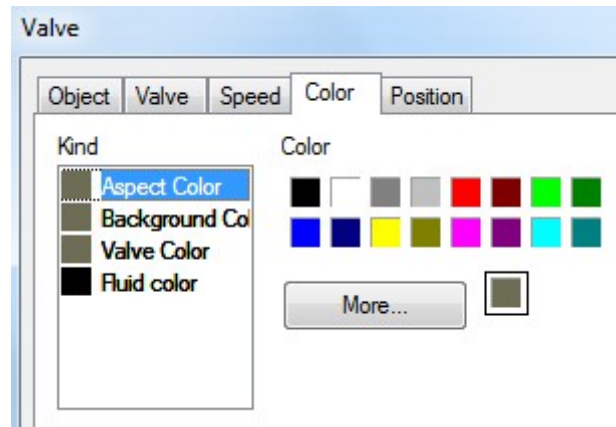 Valve
Object Valve Speed Color Position
Kind Color
Aspect Color
Background Col
Valve Color
Fluid color
More...